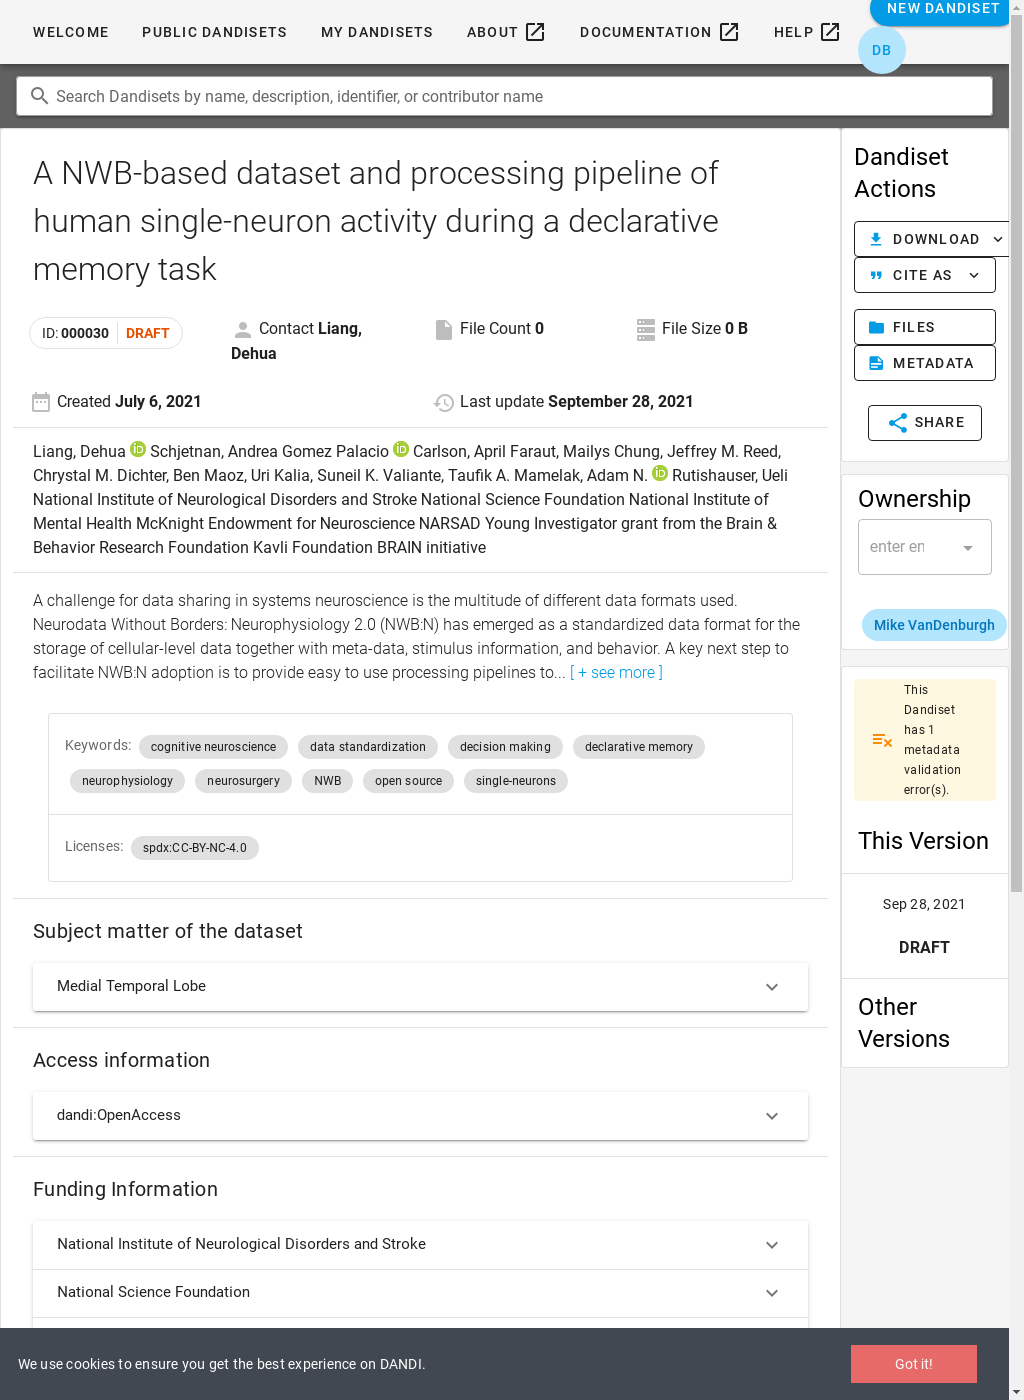 WELCOME PUBLIC DANDISETS MY DANDISETS ABOUT DOCUMENTATION HELP NEW DANDISET
DB
Search Dandisets by name, description, identifier, or contributor name
A NWB-based dataset and processing pipeline of
human single-neuron activity during a declarative
memory task
ID: 000030 DRAFT
Contact Liang,
Dehua
File Count 0
File Size 0 B
Created July 6, 2021
Last update September 28, 2021
Liang, Dehua Schjetnan, Andrea Gomez Palacio Carlson, April Faraut, Mailys Chung, Jeffrey M. Reed,
Chrystal M. Dichter, Ben Maoz, Uri Kalia, Suneil K. Valiante, Taufik A. Mamelak, Adam N. Rutishauser, Ueli
National Institute of Neurological Disorders and Stroke National Science Foundation National Institute of
Mental Health McKnight Endowment for Neuroscience NARSAD Young Investigator grant from the Brain &
Behavior Research Foundation Kavli Foundation BRAIN initiative
A challenge for data sharing in systems neuroscience is the multitude of different data formats used.
Neurodata Without Borders: Neurophysiology 2.0 (NWB:N) has emerged as a standardized data format for the
storage of cellular-level data together with meta-data, stimulus information, and behavior. A key next step to
facilitate NWB:N adoption is to provide easy to use processing pipelines to... [ + see more ]
Keywords: cognitive neuroscience data standardization decision making declarative memory
neurophysiology neurosurgery NWB open source single-neurons
Licenses: spdx:CC-BY-NC-4.0
Subject matter of the dataset
Medial Temporal Lobe
Access information
dandi:OpenAccess
Funding Information
National Institute of Neurological Disorders and Stroke
National Science Foundation
Dandiset
Actions
DOWNLOAD
CITE AS
FILES
METADATA
SHARE
Ownership
enter en
Mike VanDenburgh
This
Dandiset
has 1
metadata
validation
error(s).
This Version
Sep 28, 2021
DRAFT
Other
Versions
We use cookies to ensure you get the best experience on DANDI.
Got it!